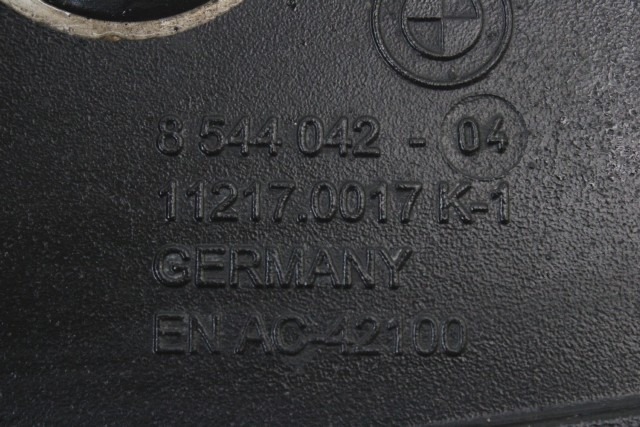 8 544 042 - 04
11217.0017 K-1
GERMANY
EN AC-42100